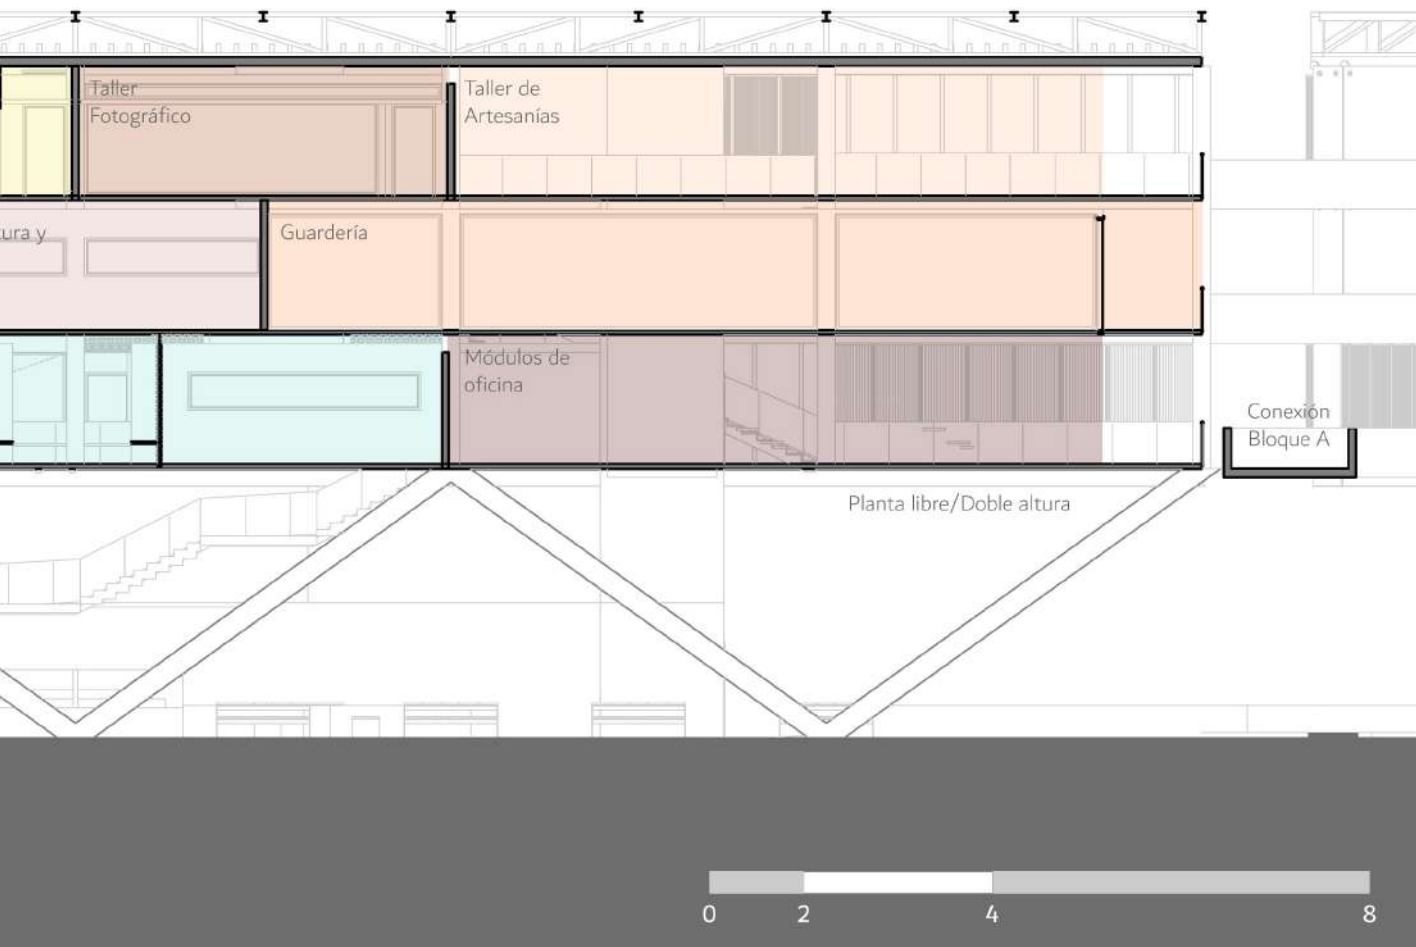 Taller
Fotográfico
Taller de
Artesanías
ura y
Guardería
Módulos de
oficina
Conexión
Bloque A
Planta libre/Doble altura
0 2 4 8